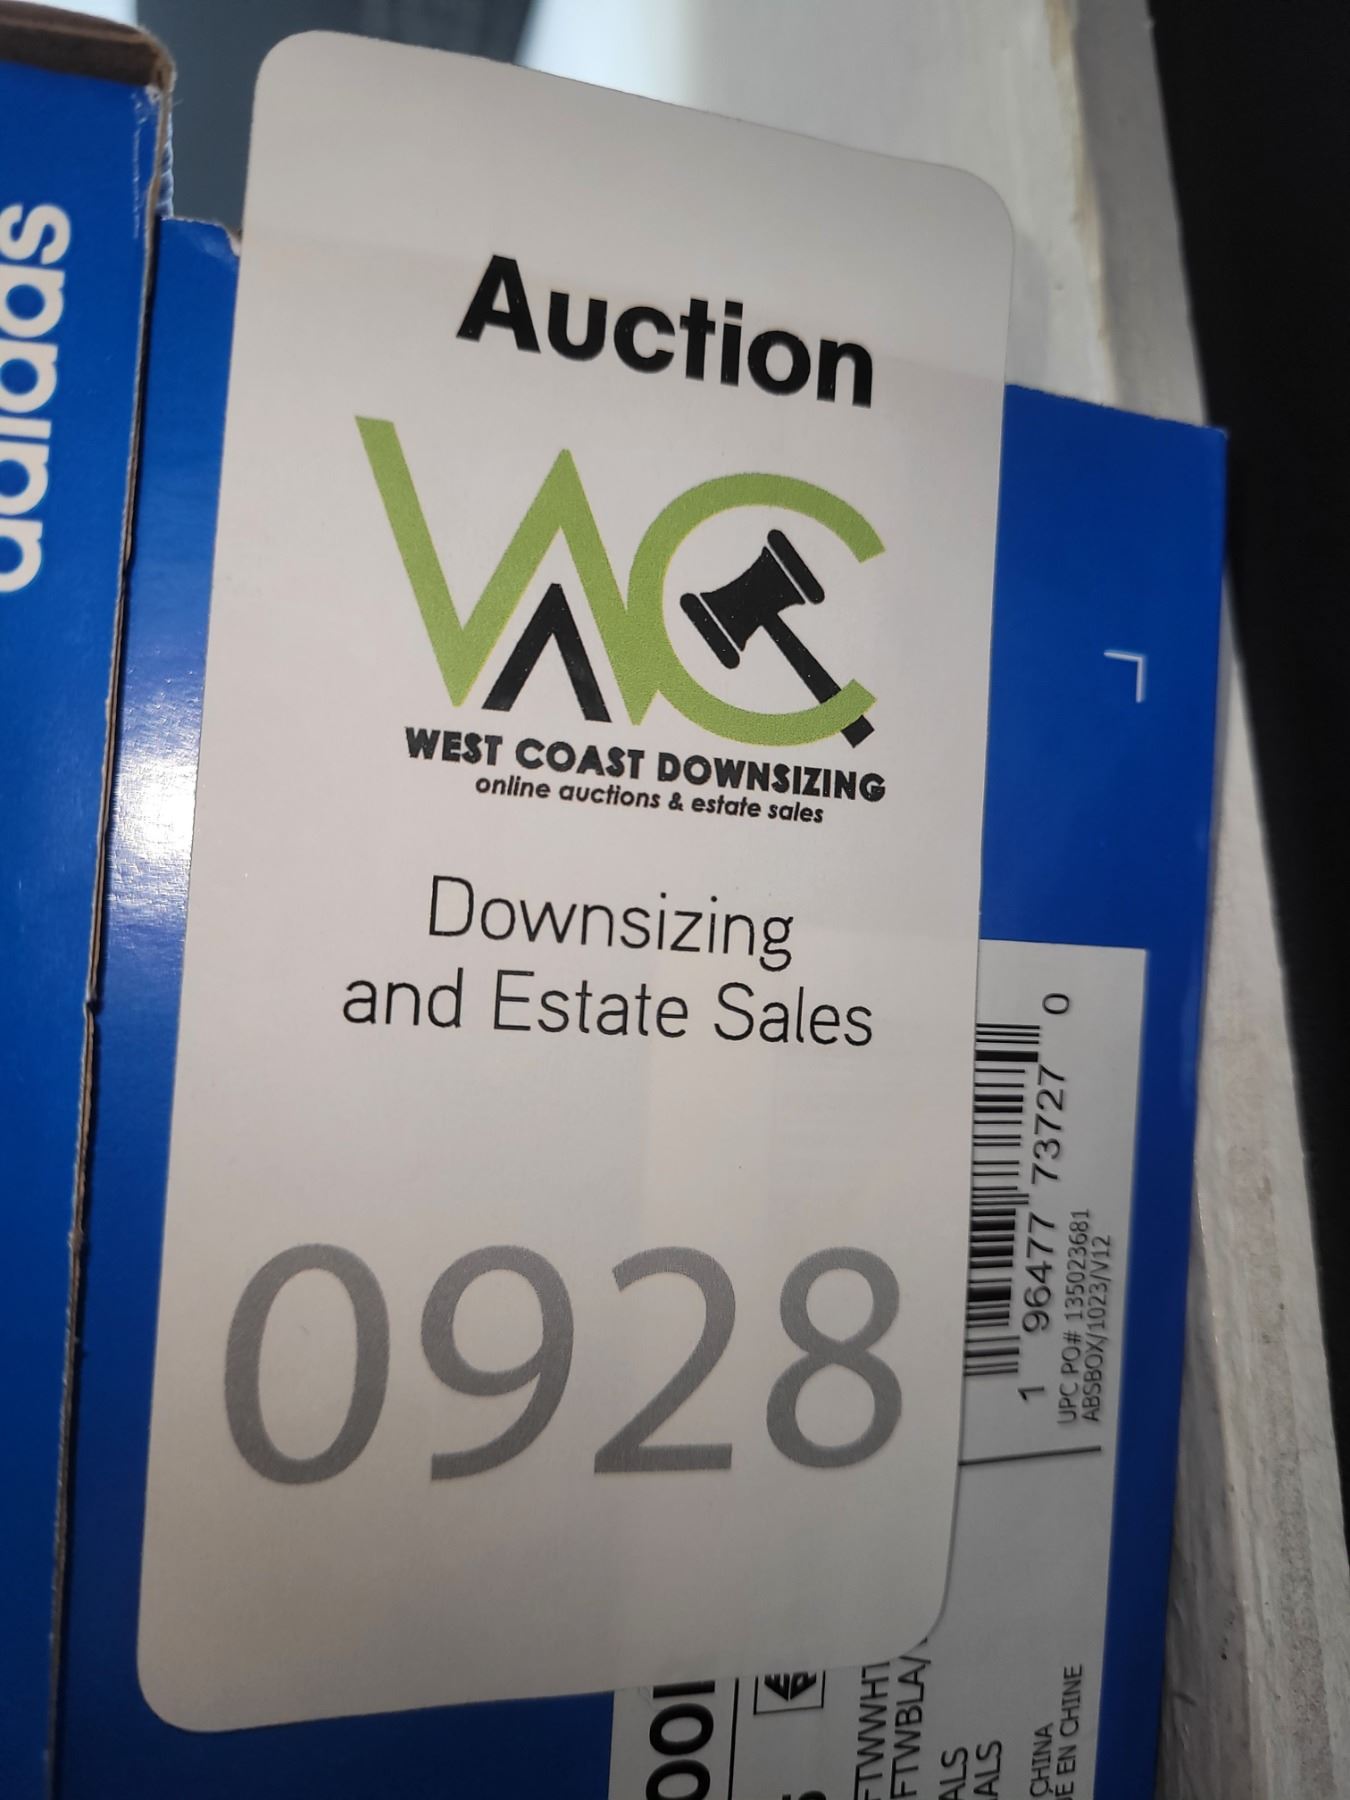 adidas
Auction
WAC
WEST COAST DOWNSIZING
online auctions & estate sales
Downsizing
and Estate Sales
0928
1 96477 73727 0
UPC PO# 135023681
ABSBOX/1023/V12
FTWWHT
FTWBLA/
ALS
ALS
CHINA
EN CHINE